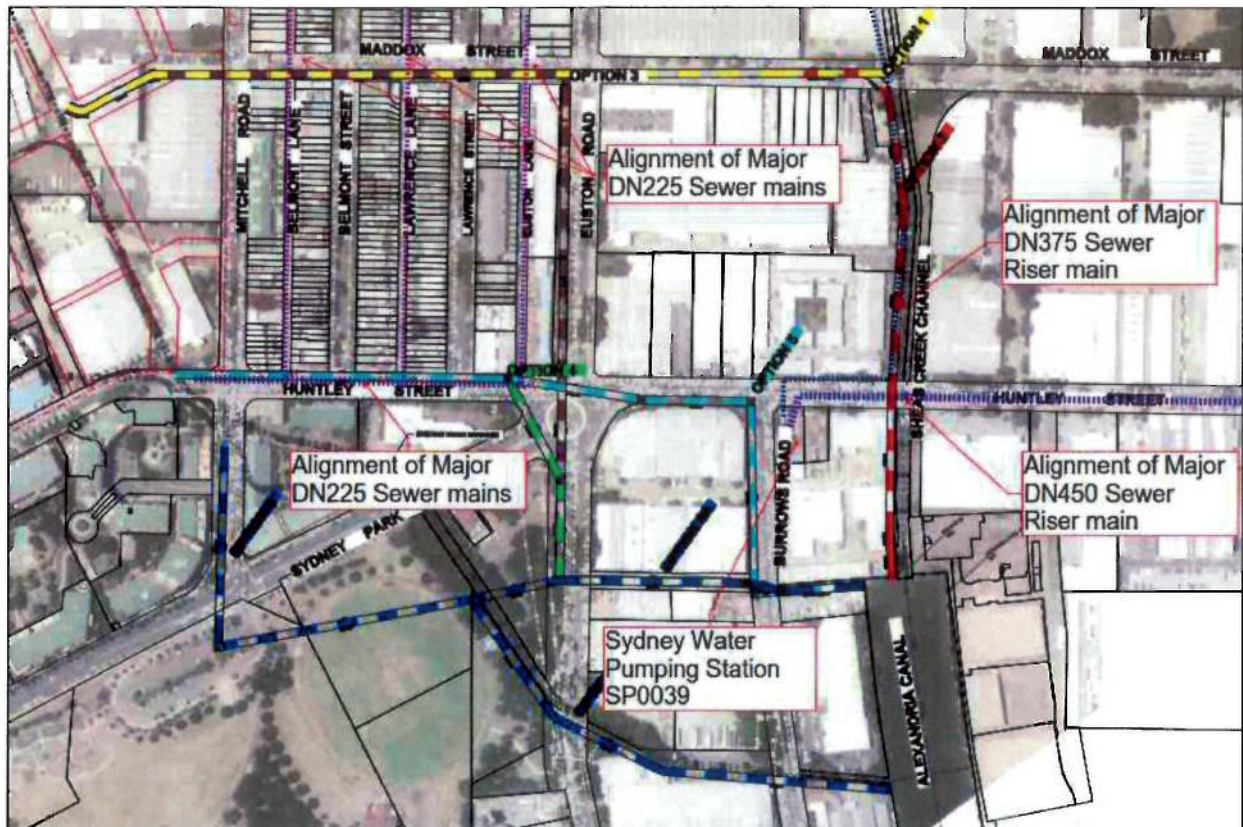 OPTION 1
MADDOX STREET
MADDOX STREET
OPTION 3
MITCHELL ROAD
BELMONT LANE
BELMONT STREET
LAWRENCE LANE
LAWRENCE STREET
EUSTON LANE
EUSTON ROAD
Alignment of Major
DN225 Sewer mains
Alignment of Major
DN375 Sewer
Riser main
SHEAS CREEK CHANNEL
OPTION 4
OPTION 5
HUNTLEY STREET
HUNTLEY STREET
Alignment of Major
DN225 Sewer mains
BURROWS ROAD
Alignment of Major
DN450 Sewer
Riser main
SYDNEY PARK
Sydney Water
Pumping Station
SP0039
ALEXANDRIA CANAL